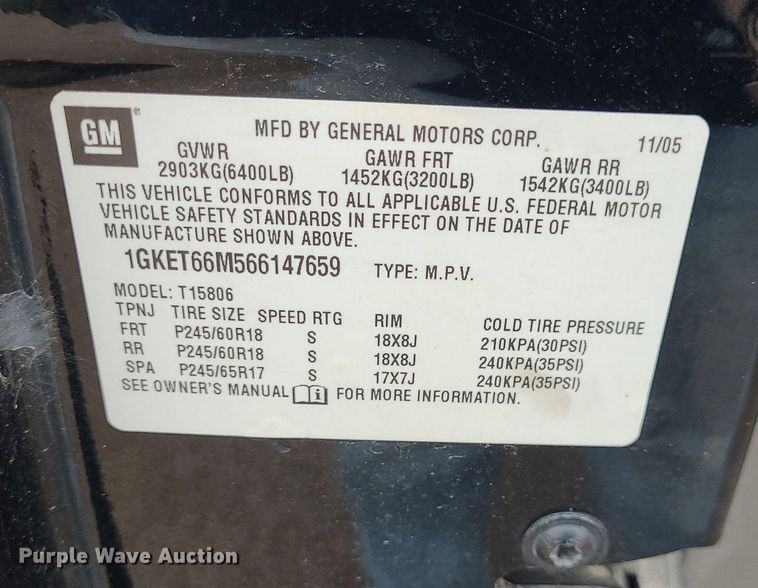 GM ®
MFD BY GENERAL MOTORS CORP. 11/05
GVWR GAWR FRT GAWR RR
2903KG(6400LB) 1452KG(3200LB) 1542KG(3400LB)
THIS VEHICLE CONFORMS TO ALL APPLICABLE U.S. FEDERAL MOTOR
VEHICLE SAFETY STANDARDS IN EFFECT ON THE DATE OF
MANUFACTURE SHOWN ABOVE.
1GKET66M566147659 TYPE: M.P.V.
MODEL: T15806
TPNJ TIRE SIZE SPEED RTG RIM COLD TIRE PRESSURE
FRT P245/60R18 S 18X8J 210KPA(30PSI)
RR P245/60R18 S 18X8J 240KPA(35PSI)
SPA P245/65R17 S 17X7J 240KPA(35PSI)
SEE OWNER'S MANUAL FOR MORE INFORMATION.
Purple Wave Auction